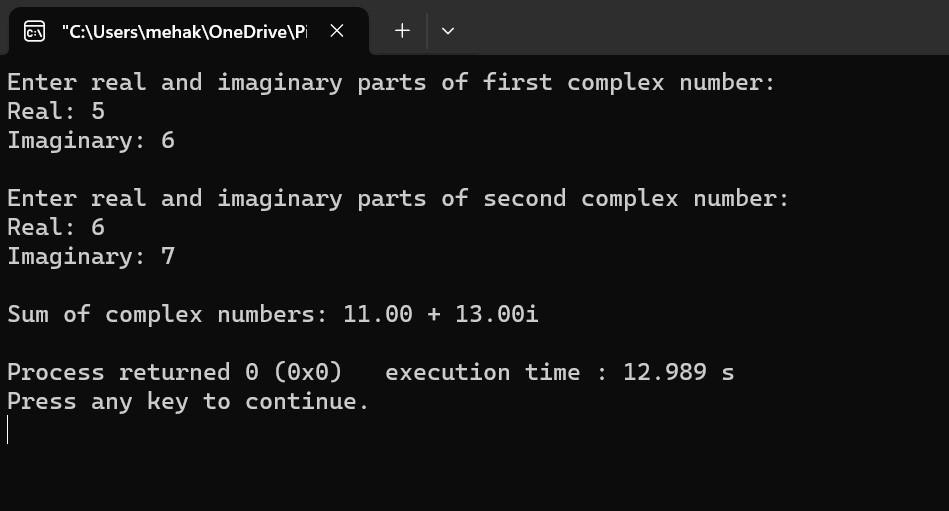 "C:\Users\mehak\OneDrive\Pi
Enter real and imaginary parts of first complex number:
Real: 5
Imaginary: 6
Enter real and imaginary parts of second complex number:
Real: 6
Imaginary: 7
Sum of complex numbers: 11.00 + 13.00i
Process returned 0 (0x0)   execution time : 12.989 s
Press any key to continue.